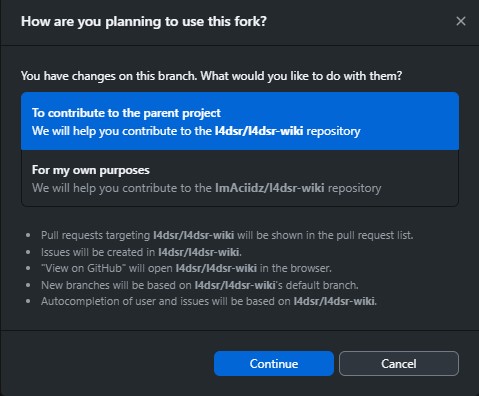 How are you planning to use this fork?
You have changes on this branch. What would you like to do with them?
To contribute to the parent project
We will help you contribute to the l4dsr/l4dsr-wiki repository
For my own purposes
We will help you contribute to the ImAciidz/l4dsr-wiki repository
• Pull requests targeting l4dsr/l4dsr-wiki will be shown in the pull request list.
• Issues will be created in l4dsr/l4dsr-wiki.
• "View on GitHub" will open l4dsr/l4dsr-wiki in the browser.
• New branches will be based on l4dsr/l4dsr-wiki's default branch.
• Autocompletion of user and issues will be based on l4dsr/l4dsr-wiki.
Continue
Cancel